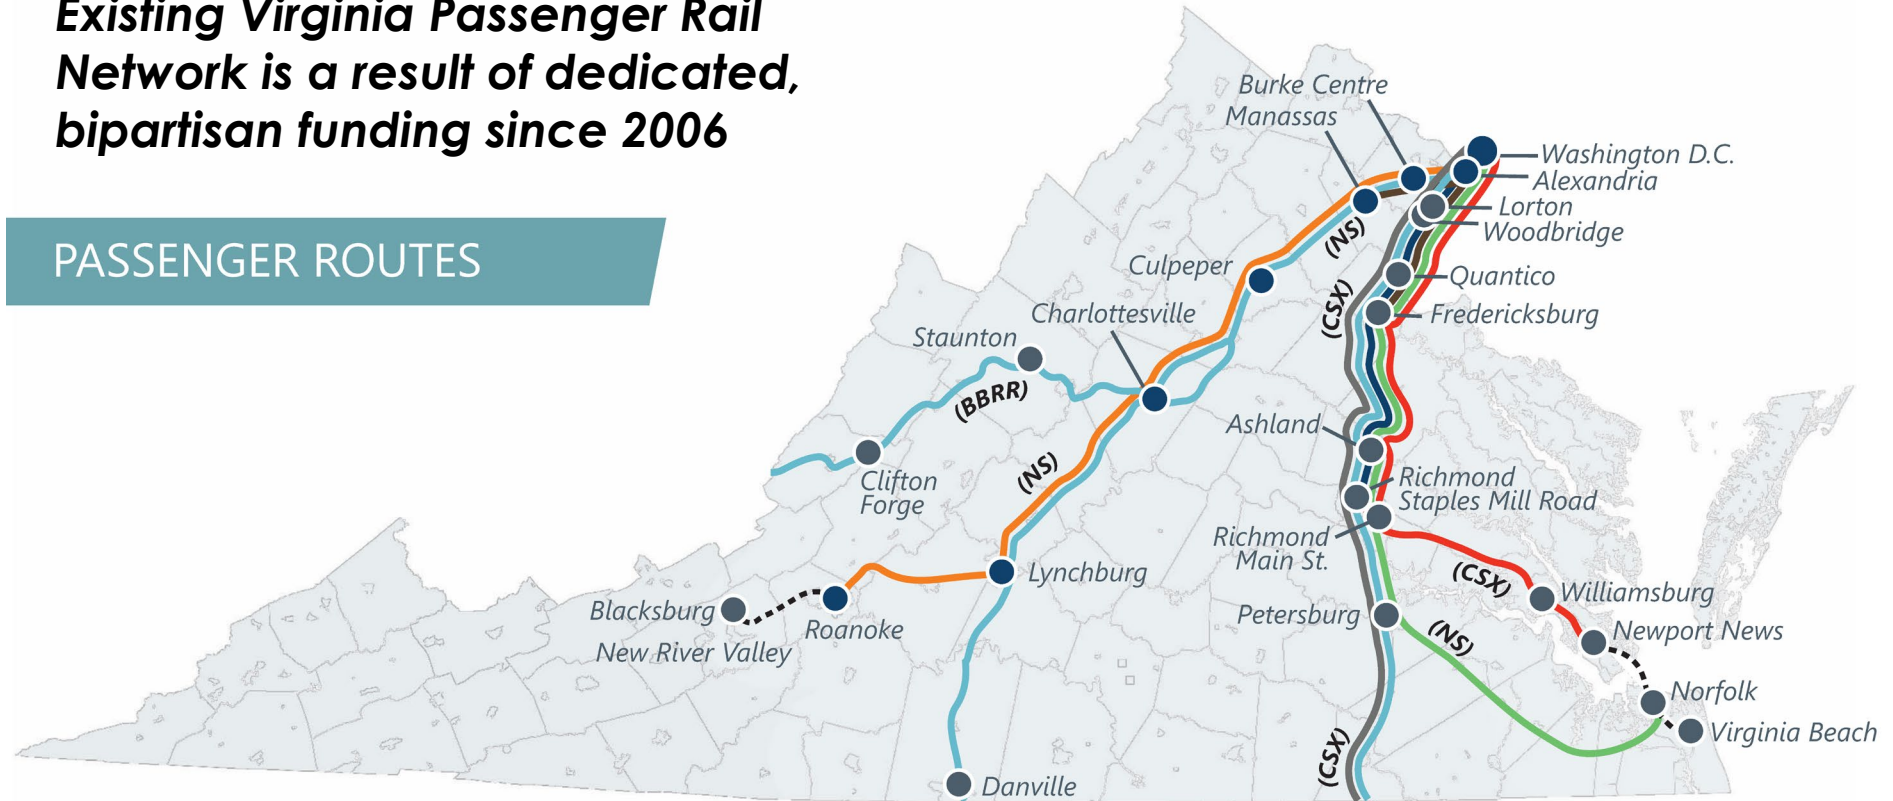 Existing Virginia Passenger Rail
Network is a result of dedicated,
bipartisan funding since 2006
PASSENGER ROUTES
Burke Centre
Manassas
Washington D.C.
Alexandria
Lorton
Woodbridge
(NS)
Culpeper
Quantico
(CSX)
Charlottesville
Fredericksburg
Staunton
(BBRR)
Ashland
(NS)
Clifton
Forge
Richmond
Staples Mill Road
Richmond
Main St.
Lynchburg
(CSX)
Williamsburg
Blacksburg
Roanoke
Petersburg
(NS)
Newport News
New River Valley
Norfolk
Virginia Beach
(CSX)
Danville